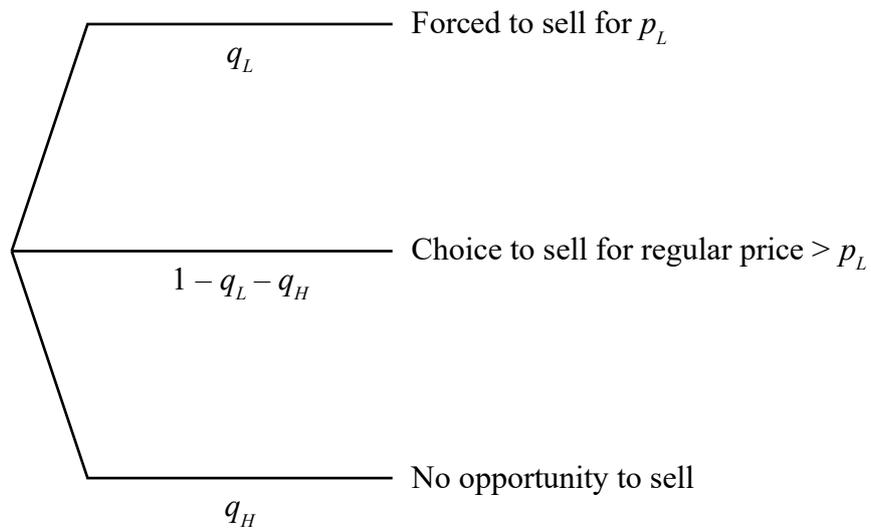 Forced to sell for p_L
q_L
Choice to sell for regular price > p_L
1 – q_L – q_H
No opportunity to sell
q_H